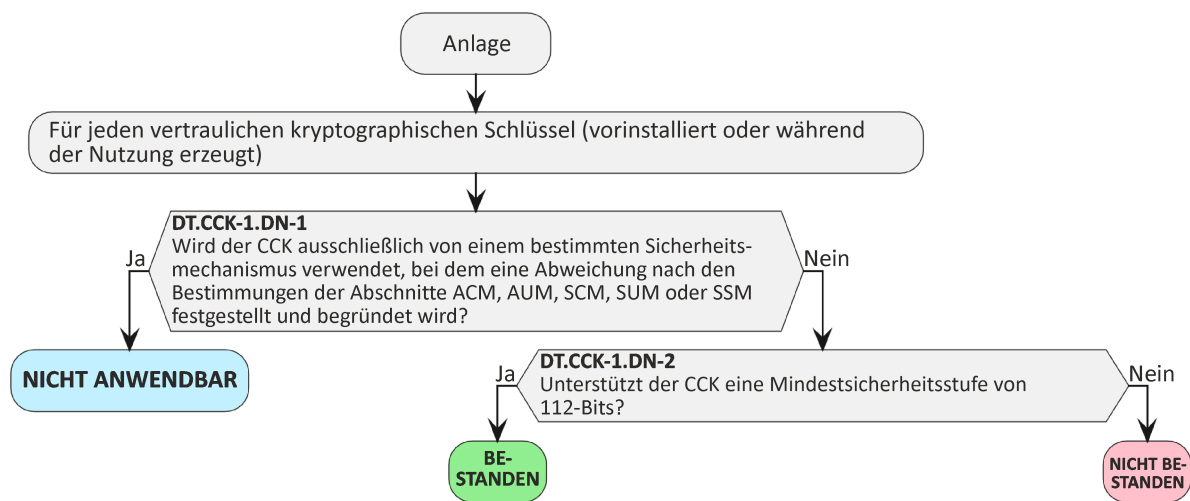 Anlage
Für jeden vertraulichen kryptographischen Schlüssel (vorinstalliert oder während
der Nutzung erzeugt)
DT.CCK-1.DN-1
Wird der CCK ausschließlich von einem bestimmten Sicherheits-
mechanismus verwendet, bei dem eine Abweichung nach den
Bestimmungen der Abschnitte ACM, AUM, SCM, SUM oder SSM
festgestellt und begründet wird?
Ja
Nein
NICHT ANWENDBAR
DT.CCK-1.DN-2
Unterstützt der CCK eine Mindestsicherheitsstufe von
112-Bits?
Ja
Nein
BE-
STANDEN
NICHT BE-
STANDEN